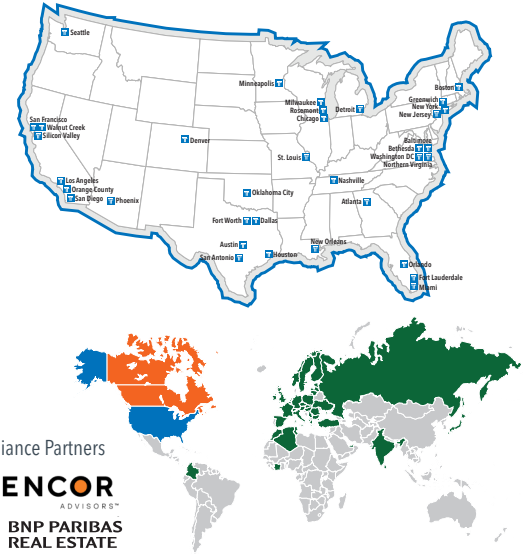 Seattle
Minneapolis
Boston
Milwaukee
Rosemont
Chicago
Detroit
Greenwich
New York
New Jersey
San Francisco
Walnut Creek
Silicon Valley
Denver
St. Louis
Baltimore
Bethesda
Washington DC
Northern Virginia
Los Angeles
Orange County
San Diego
Phoenix
Oklahoma City
Nashville
Atlanta
Fort Worth
Dallas
Austin
San Antonio
Houston
New Orleans
Orlando
Fort Lauderdale
Miami
iance Partners
ENCOR
ADVISORS™
BNP PARIBAS
REAL ESTATE